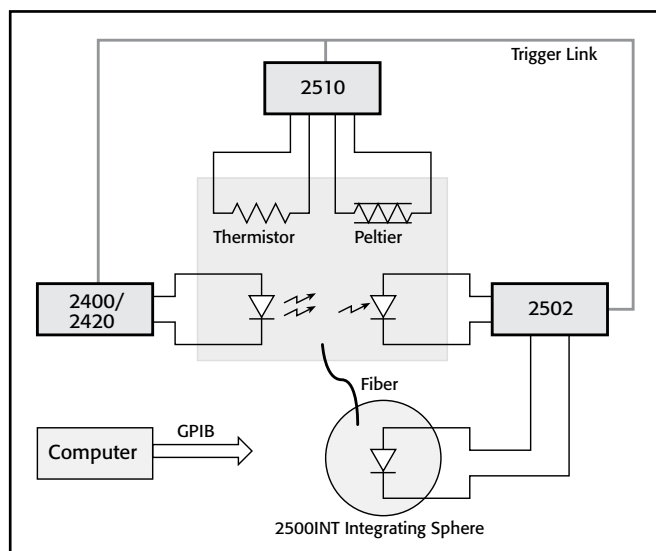 Trigger Link
2510
Thermistor
Peltier
2400/
2420
2502
Fiber
GPIB
Computer
2500INT Integrating Sphere